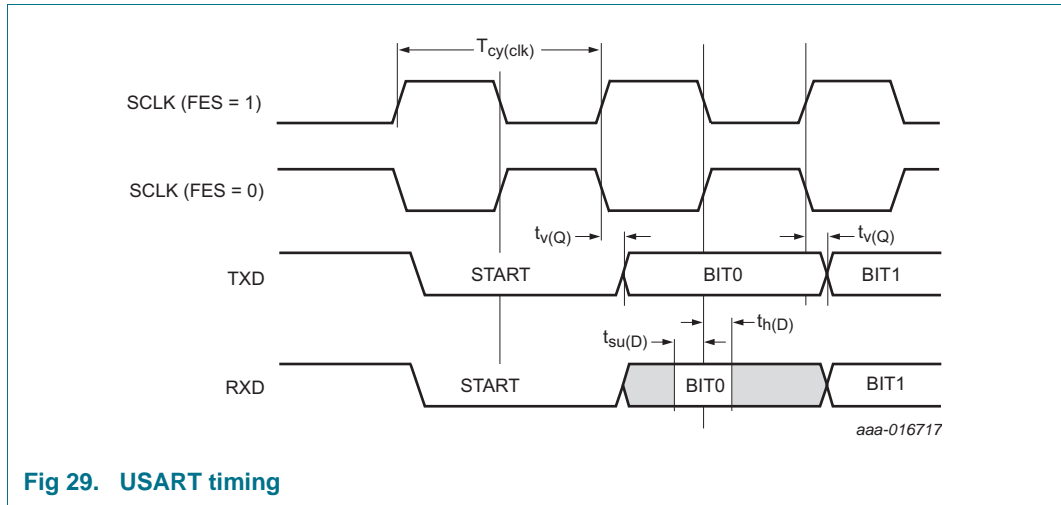 Tcy(clk)
SCLK (FES = 1)
SCLK (FES = 0)
tv(Q)
tv(Q)
TXD
START
BIT0
BIT1
tsu(D)
th(D)
RXD
START
BIT0
BIT1
aaa-016717
Fig 29. USART timing